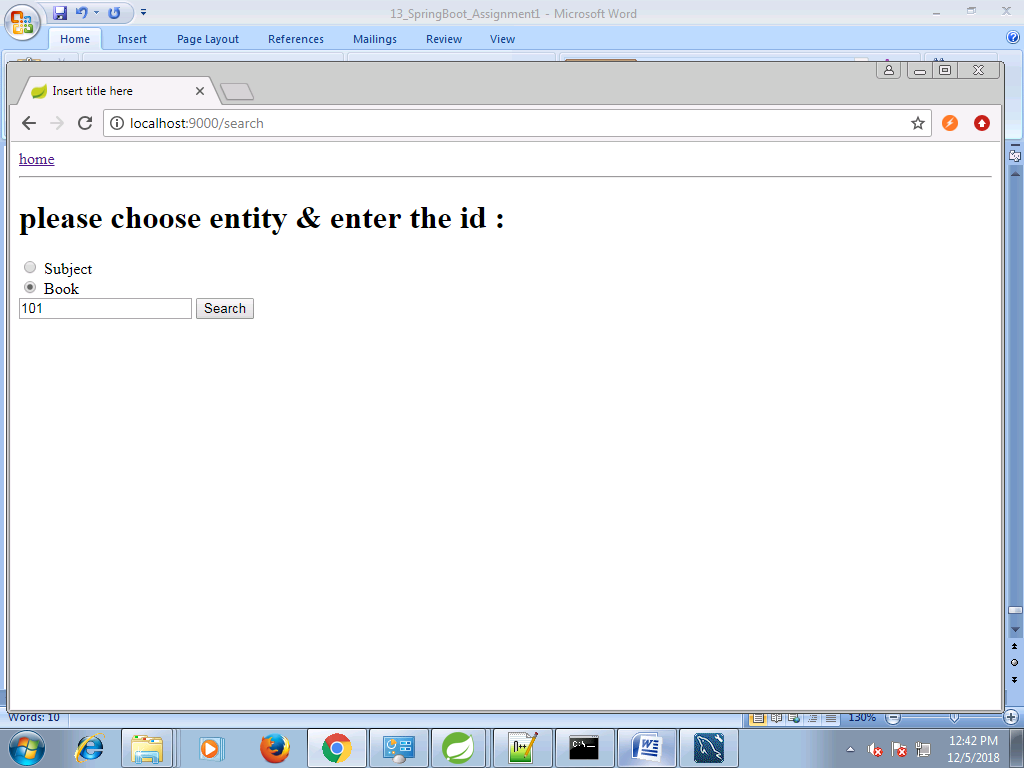 13_SpringBoot_Assignment1 - Microsoft Word
Home Insert Page Layout References Mailings Review View
Insert title here
localhost:9000/search
home
please choose entity & enter the id :
Subject
Book
101 Search
Words: 10 130%
12:42 PM
12/5/2018